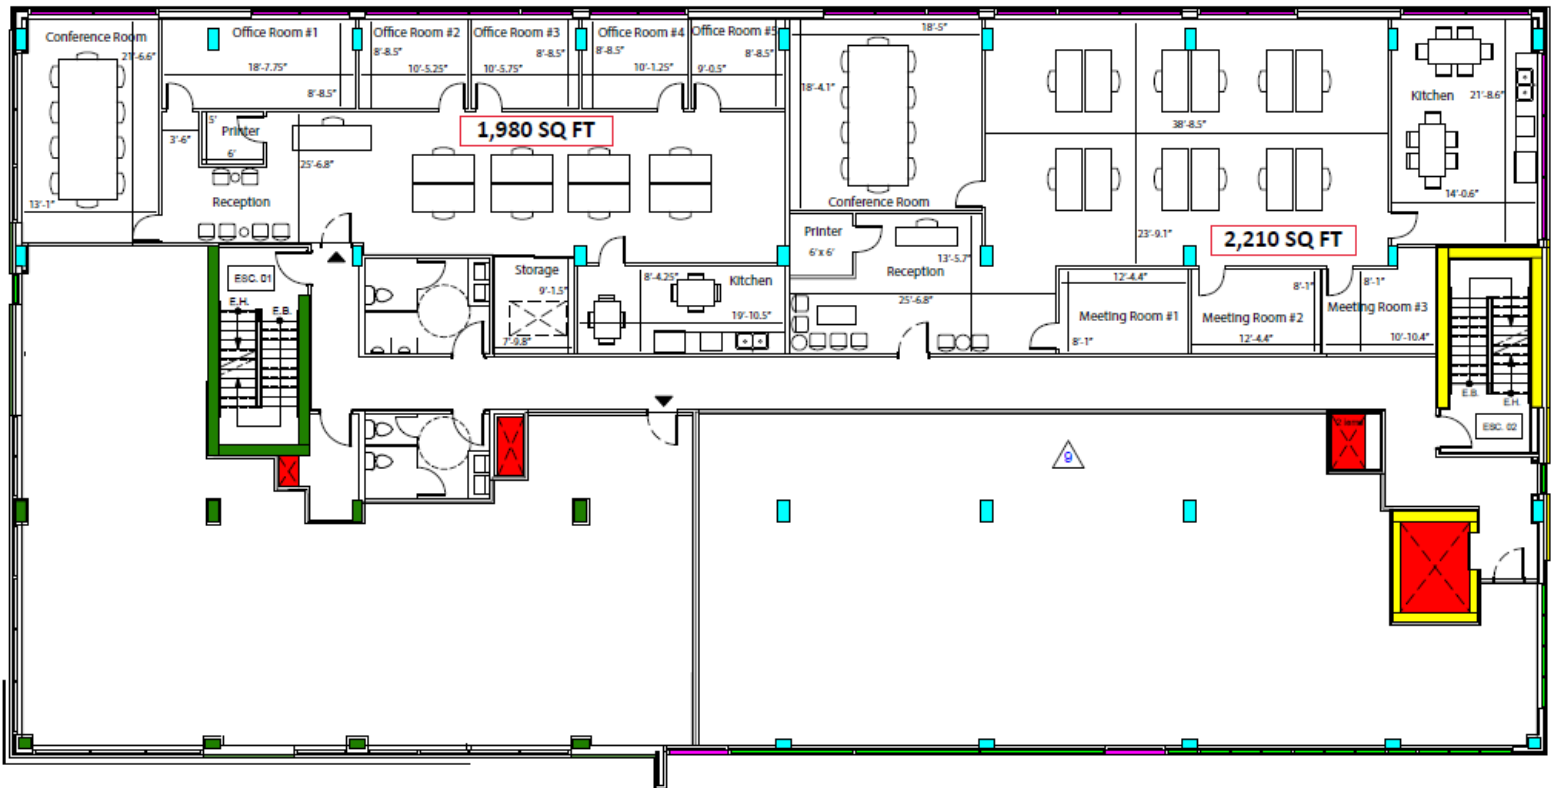 Conference Room
21'-6.6"
13'-1"
Office Room #1
18'-7.75"
8'-8.5"
Office Room #2
8'-8.5"
10'-5.25"
Office Room #3
8'-8.5"
10'-5.75"
Office Room #4
8'-8.5"
10'-1.25"
Office Room #5
8'-8.5"
9'-0.5"
3'-6"
5'
Printer
6'
25'-6.8"
Reception
1,980 SQ FT
18'-5"
18'-4.1"
Conference Room
38'-8.5"
23'-9.1"
2,210 SQ FT
Kitchen
21'-8.6"
14'-0.6"
Printer
6' x 6'
13'-5.7"
Reception
25'-6.8"
Storage
9'-1.5"
7'-9.8"
8'-4.25"
Kitchen
19'-10.5"
12'-4.4"
Meeting Room #1
8'-1"
8'-1"
Meeting Room #2
12'-4.4"
8'-1"
Meeting Room #3
10'-10.4"
ESC. 01
E.H.
E.B.
E.B.
E.H.
ESC. 02
9